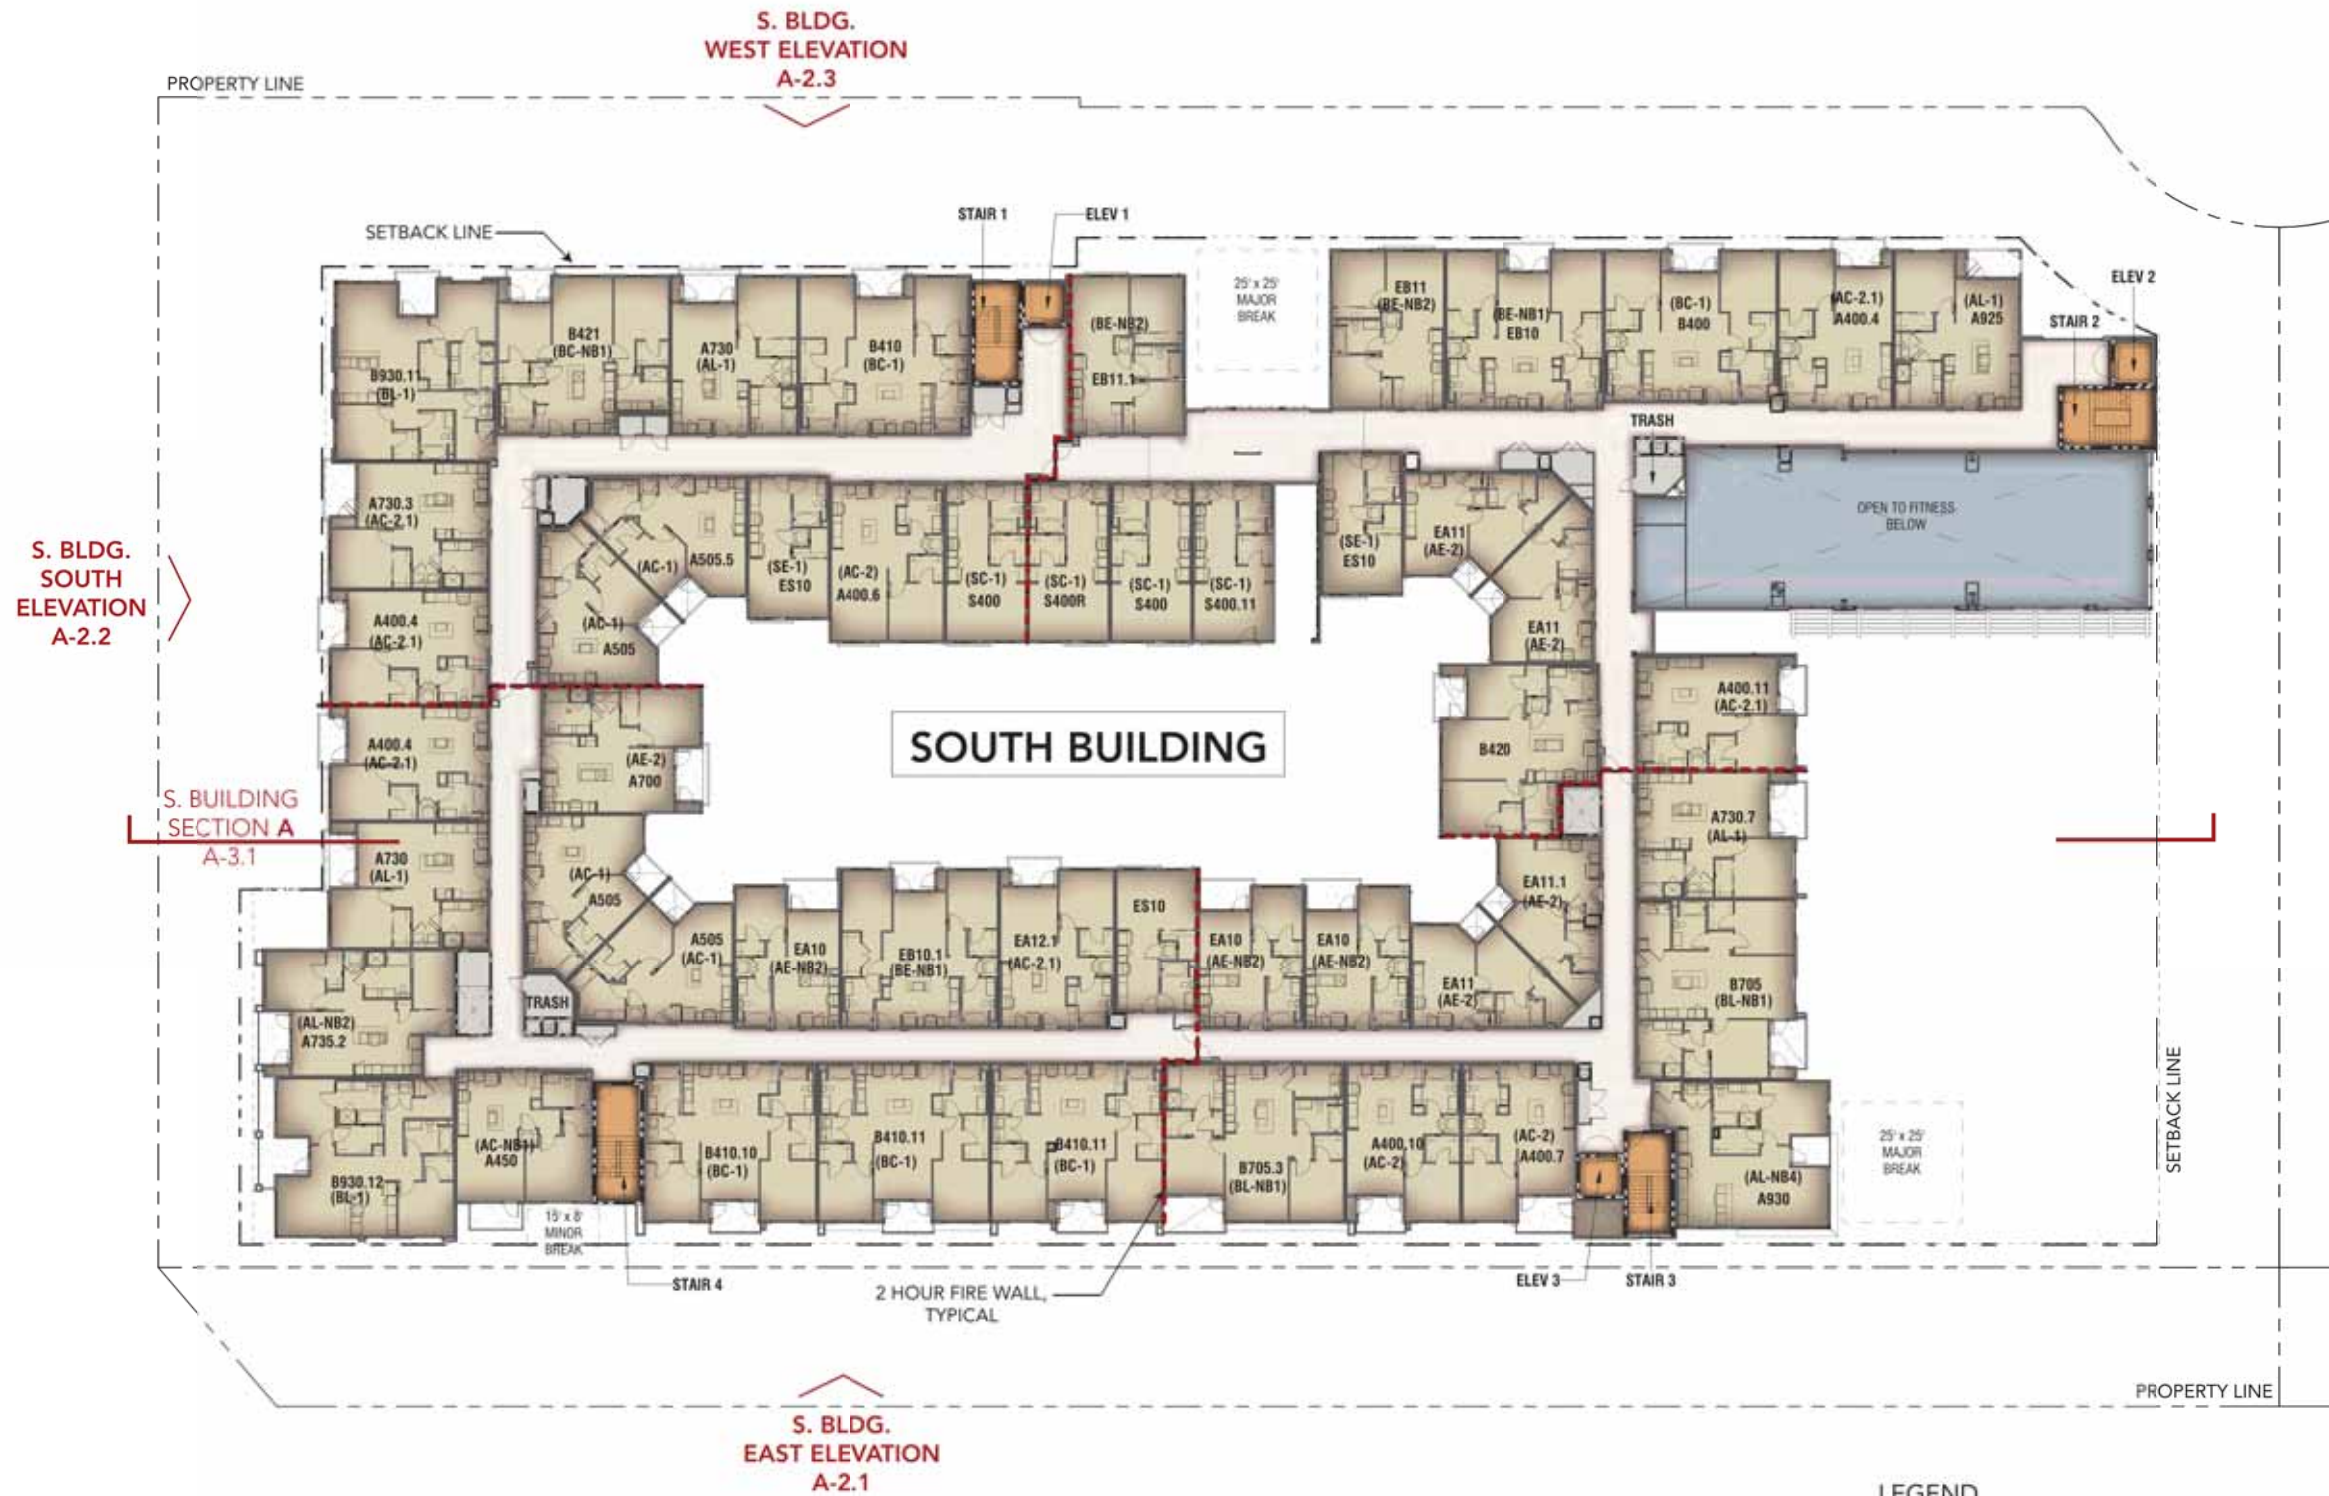 S. BLDG.
WEST ELEVATION
A-2.3
PROPERTY LINE
SETBACK LINE
STAIR 1
ELEV 1
ELEV 2
STAIR 2
25' x 25'
MAJOR
BREAK
B930.11
(BL-1)
B421
(BC-NB1)
A730
(AL-1)
B410
(BC-1)
(BE-NB2)
EB11.1
EB11
(BE-NB2)
(BE-NB1)
EB10
(BC-1)
B400
(AC-2.1)
A400.4
(AL-1)
A925
TRASH
OPEN TO FITNESS
BELOW
A730.3
(AC-2.1)
(AC-1)
A505.5
(SE-1)
ES10
(AC-2)
A400.6
(SC-1)
S400
(SC-1)
S400R
(SC-1)
S400
(SC-1)
S400.11
(SE-1)
ES10
EA11
(AE-2)
S. BLDG.
SOUTH
ELEVATION
A-2.2
A400.4
(AC-2.1)
(AC-1)
A505
EA11
(AE-2)
A400.11
(AC-2.1)
SOUTH BUILDING
A400.4
(AC-2.1)
(AE-2)
A700
B420
S. BUILDING
SECTION A
A-3.1
A730.7
(AL-1)
A730
(AL-1)
(AC-1)
A505
EA11.1
(AE-2)
ES10
A505
(AC-1)
EA10
(AE-NB2)
EB10.1
(BE-NB1)
EA12.1
(AC-2.1)
EA10
(AE-NB2)
EA10
(AE-NB2)
EA11
(AE-2)
B705
(BL-NB1)
TRASH
(AL-NB2)
A735.2
SETBACK LINE
B930.12
(BL-1)
(AC-NB1)
A450
B410.10
(BC-1)
B410.11
(BC-1)
B410.11
(BC-1)
B705.3
(BL-NB1)
A400.10
(AC-2)
(AC-2)
A400.7
(AL-NB4)
A930
25' x 25'
MAJOR
BREAK
15' x 8'
MINOR
BREAK
STAIR 4
2 HOUR FIRE WALL,
TYPICAL
ELEV 3
STAIR 3
PROPERTY LINE
S. BLDG.
EAST ELEVATION
A-2.1
LEGEND